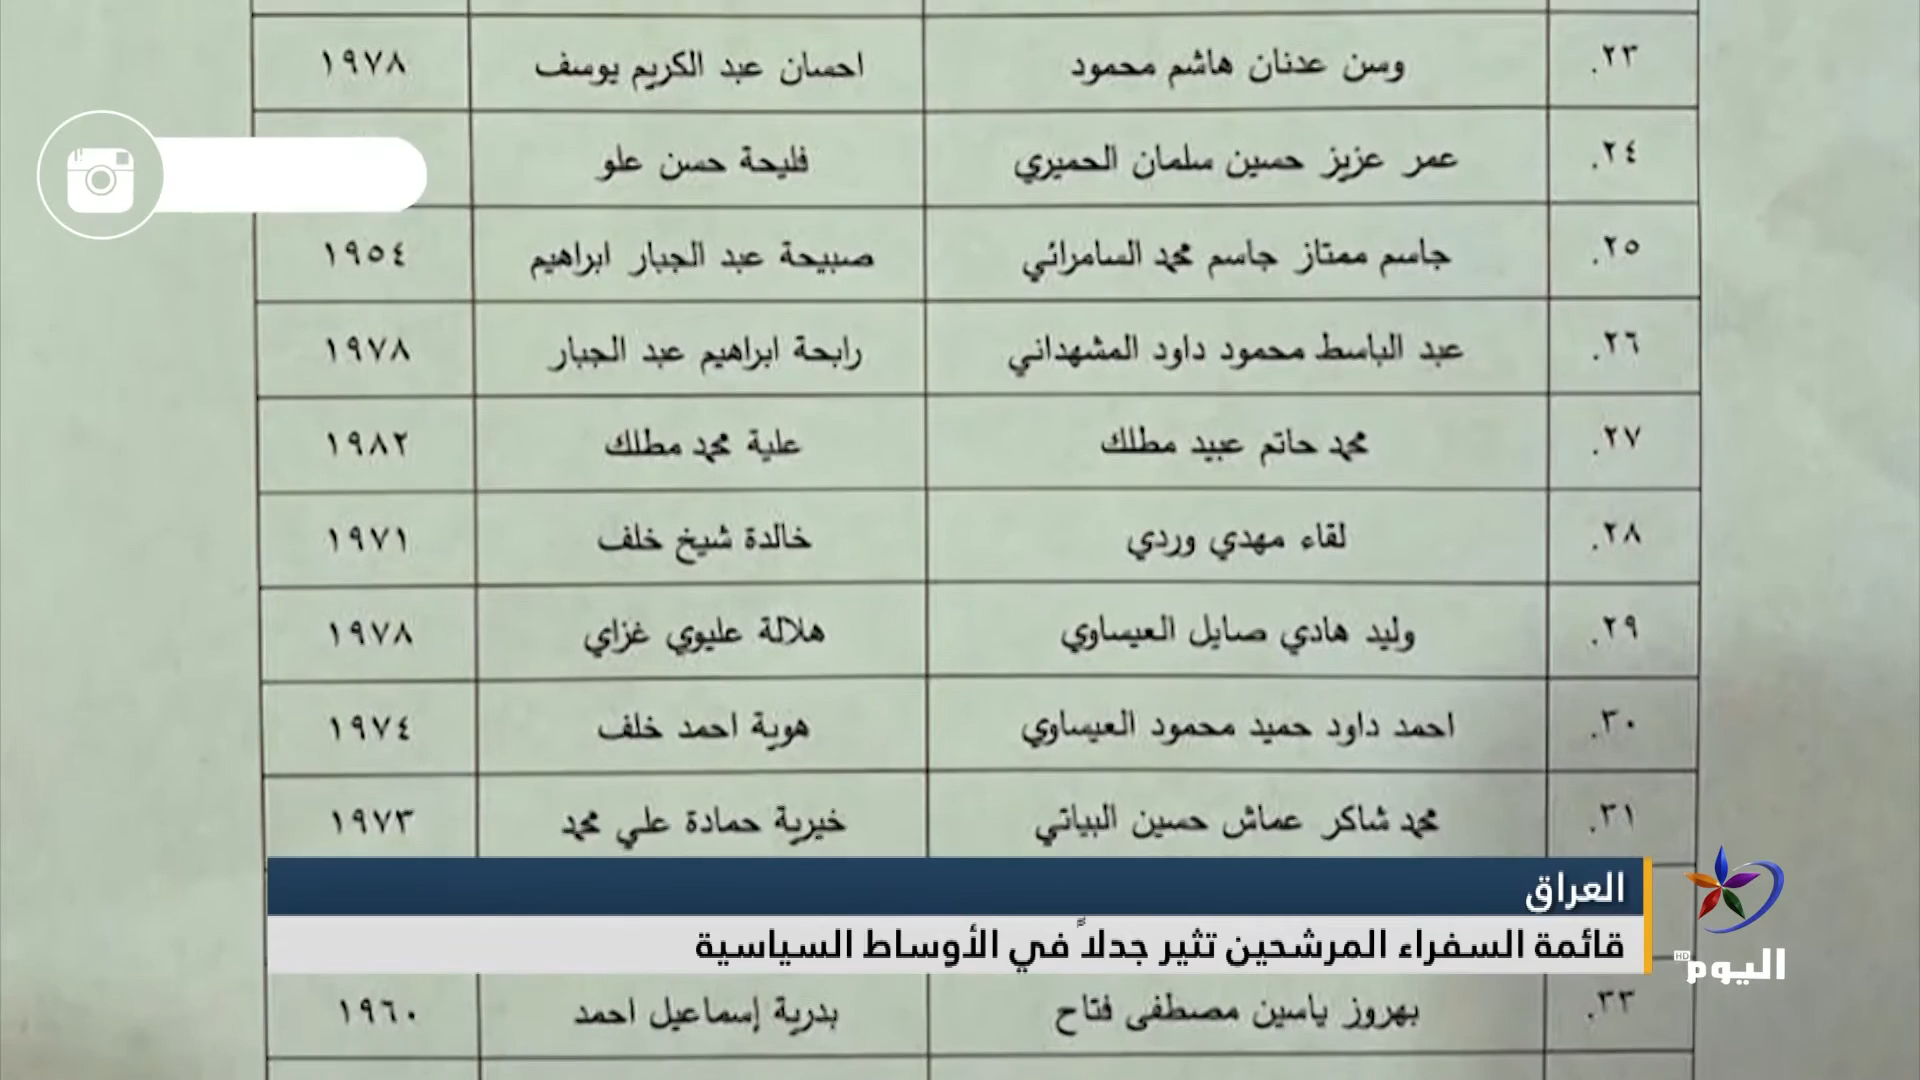 ٢٣. وسن عدنان هاشم محمود احسان عبد الكريم يوسف ١٩٧٨
٢٤. عمر عزيز حسين سلمان الحميري فليحة حسن علو
٢٥. جاسم ممتاز جاسم محمد السامرائي صبيحة عبد الجبار ابراهيم ١٩٥٤
٢٦. عبد الباسط محمود داود المشهداني رابحة ابراهيم عبد الجبار ١٩٧٨
٢٧. محمد حاتم عبيد مطلك علية محمد مطلك ١٩٨٢
٢٨. لقاء مهدي وردي خالدة شيخ خلف ١٩٧١
٢٩. وليد هادي صايل العيساوي هلالة عليوي غزاي ١٩٧٨
٣٠. احمد داود حميد محمود العيساوي هوية احمد خلف ١٩٧٤
٣١. محمد شاكر عماش حسين البياتي خيرية حمادة علي محمد ١٩٧٣
العراق
قائمة السفراء المرشحين تثير جدلاً في الأوساط السياسية
اليوم HD
٣٣. بهروز ياسين مصطفى فتاح بدرية إسماعيل احمد ١٩٦٠